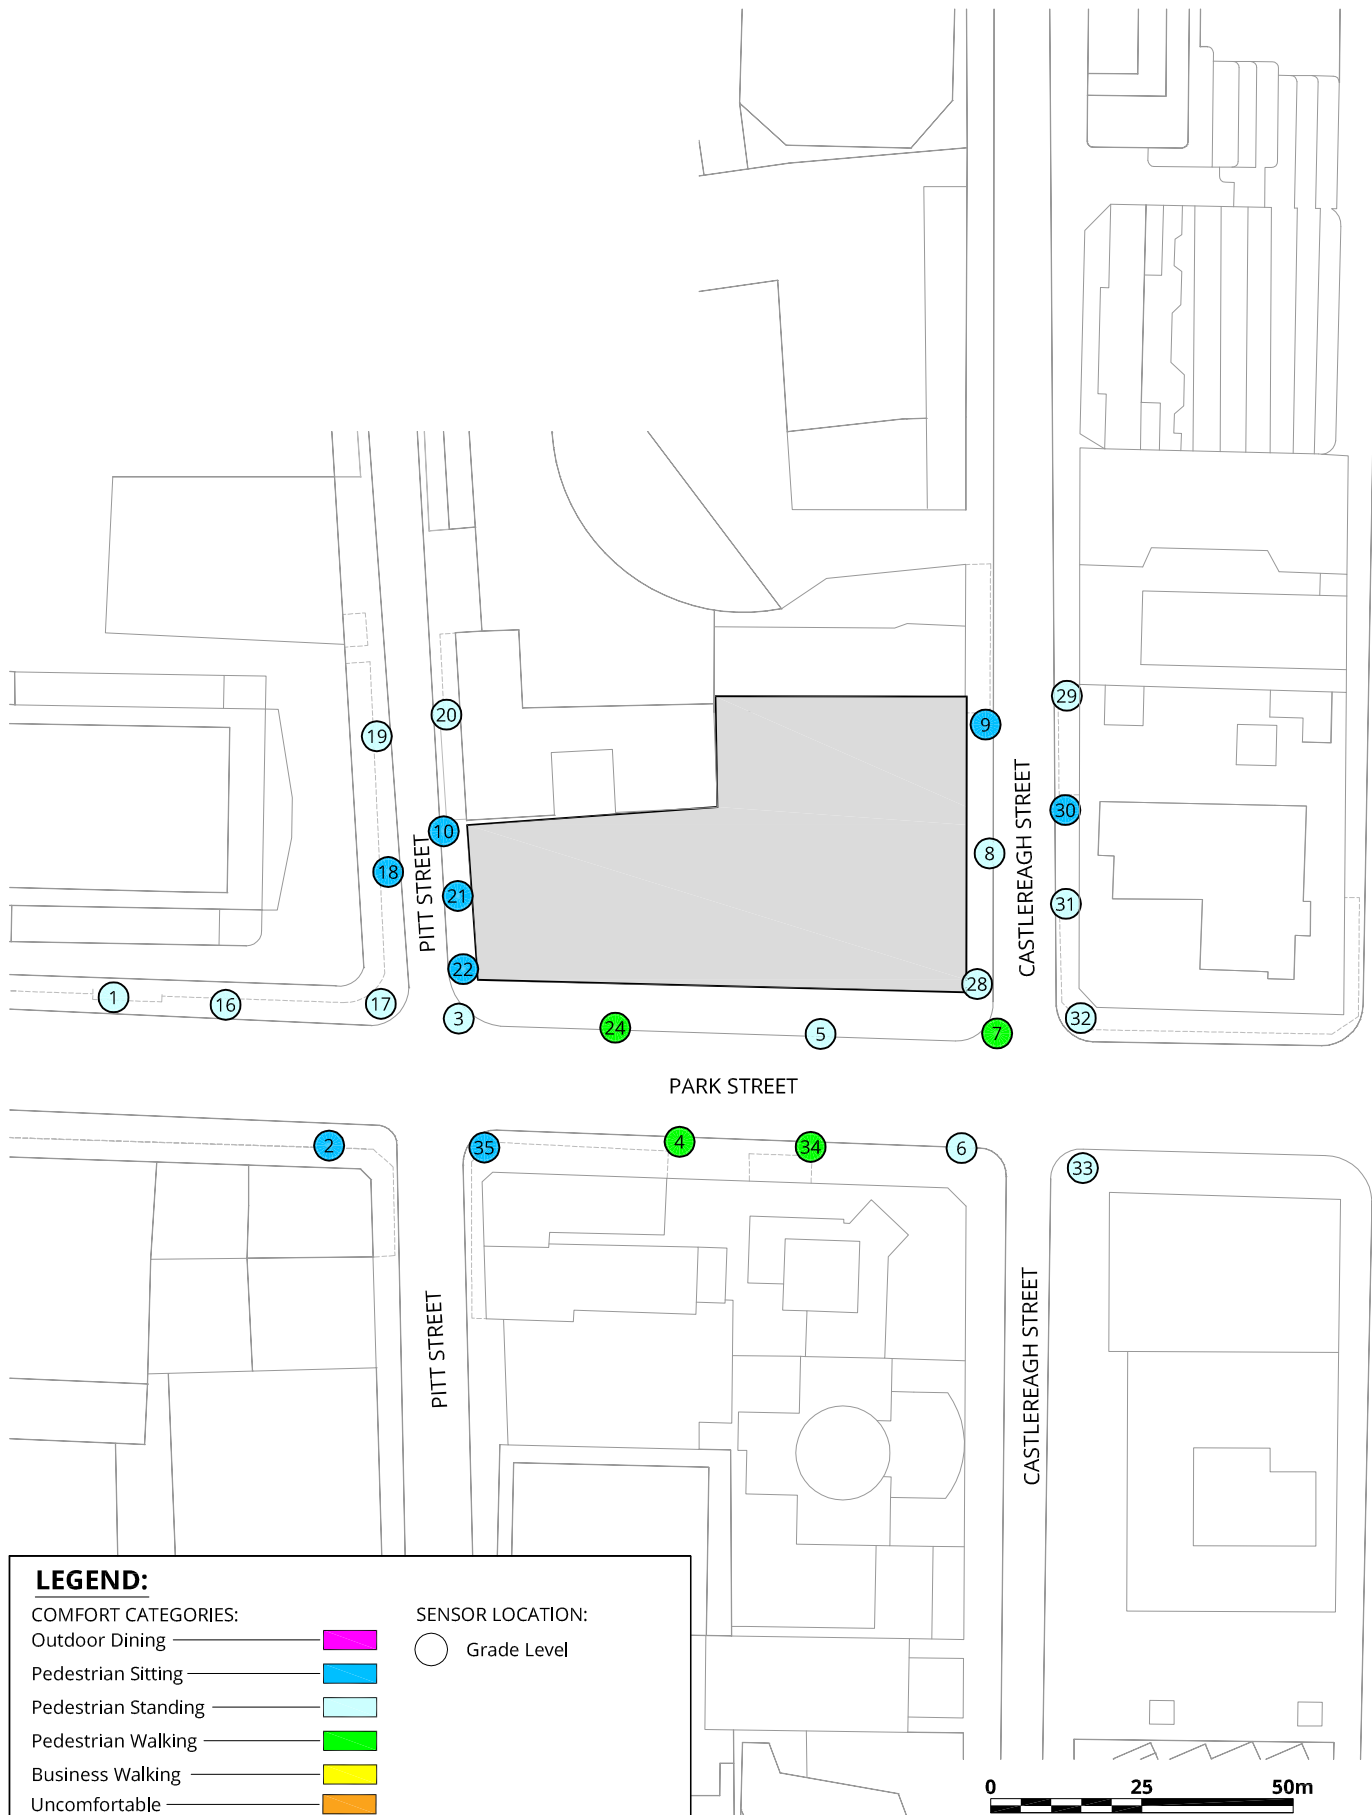 29
20
9
19
30
10
8
18
21
31
PITT STREET
CASTLEREAGH STREET
22
28
1
16
17
3
24
5
7
32
PARK STREET
2
35
4
34
6
33
PITT STREET
CASTLEREAGH STREET
LEGEND:
COMFORT CATEGORIES:
Outdoor Dining
Pedestrian Sitting
Pedestrian Standing
Pedestrian Walking
Business Walking
Uncomfortable
SENSOR LOCATION:
Grade Level
0 25 50m